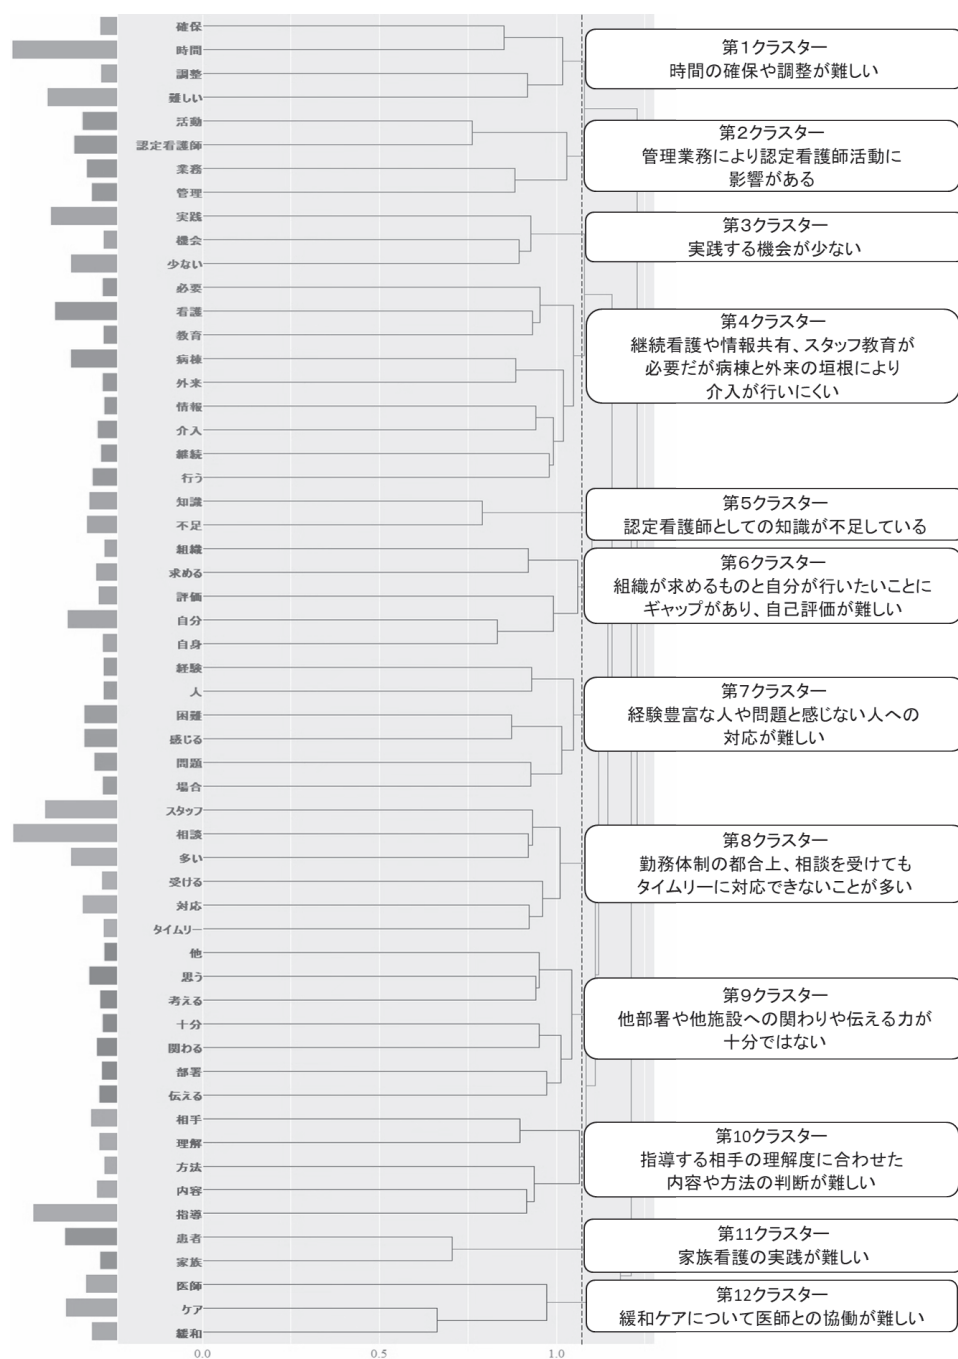 確保
時間
調整
難しい
第1クラスター
時間の確保や調整が難しい
活動
認定看護師
業務
管理
第2クラスター
管理業務により認定看護師活動に
影響がある
実践
機会
少ない
第3クラスター
実践する機会が少ない
必要
看護
教育
病棟
外来
情報
介入
継続
行う
第4クラスター
継続看護や情報共有、スタッフ教育が
必要だが病棟と外来の垣根により
介入が行いにくい
知識
不足
第5クラスター
認定看護師としての知識が不足している
組織
求める
評価
自分
自身
第6クラスター
組織が求めるものと自分が行いたいことに
ギャップがあり、自己評価が難しい
経験
人
困難
感じる
問題
場合
第7クラスター
経験豊富な人や問題と感じない人への
対応が難しい
スタッフ
相談
多い
受ける
対応
タイムリー
第8クラスター
勤務体制の都合上、相談を受けても
タイムリーに対応できないことが多い
他
思う
考える
十分
関わる
部署
伝える
第9クラスター
他部署や他施設への関わりや伝える力が
十分ではない
相手
理解
方法
内容
指導
第10クラスター
指導する相手の理解度に合わせた
内容や方法の判断が難しい
患者
家族
第11クラスター
家族看護の実践が難しい
医師
ケア
緩和
第12クラスター
緩和ケアについて医師との協働が難しい
0.0 0.5 1.0